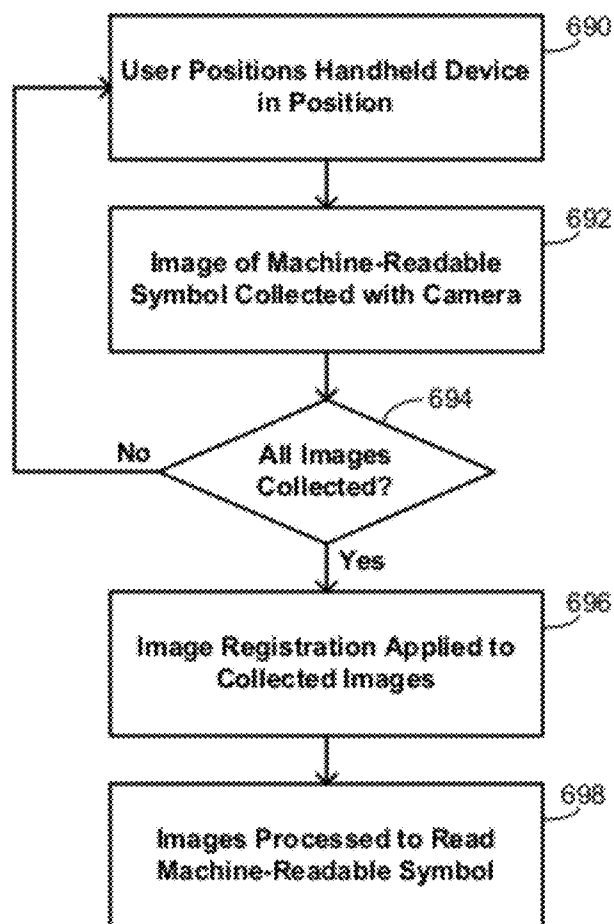 690
User Positions Handheld Device
in Position
692
Image of Machine-Readable
Symbol Collected with Camera
694
No
All Images
Collected?
Yes
696
Image Registration Applied to
Collected Images
698
Images Processed to Read
Machine-Readable Symbol